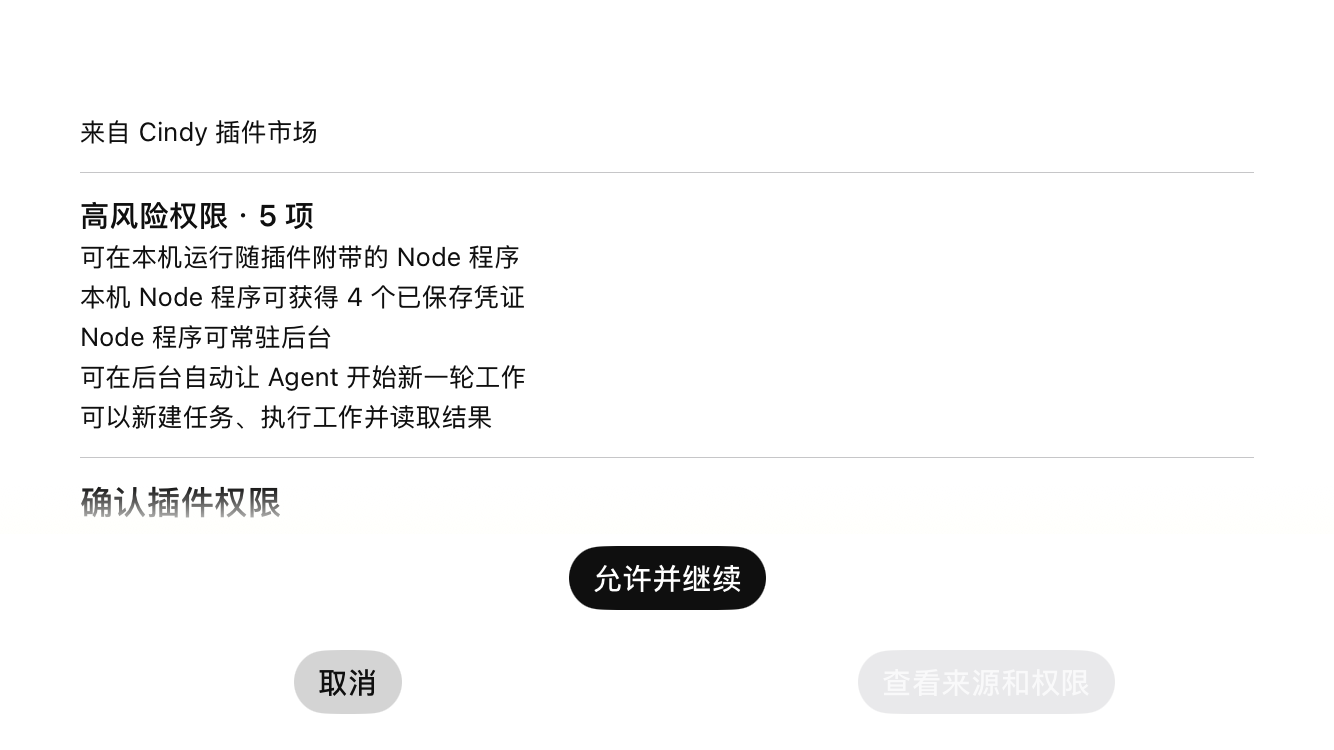 来自 Cindy 插件市场
高风险权限 · 5 项
可在本机运行随插件附带的 Node 程序
本机 Node 程序可获得 4 个已保存凭证
Node 程序可常驻后台
可在后台自动让 Agent 开始新一轮工作
可以新建任务、执行工作并读取结果
确认插件权限
允许并继续
取消
查看来源和权限